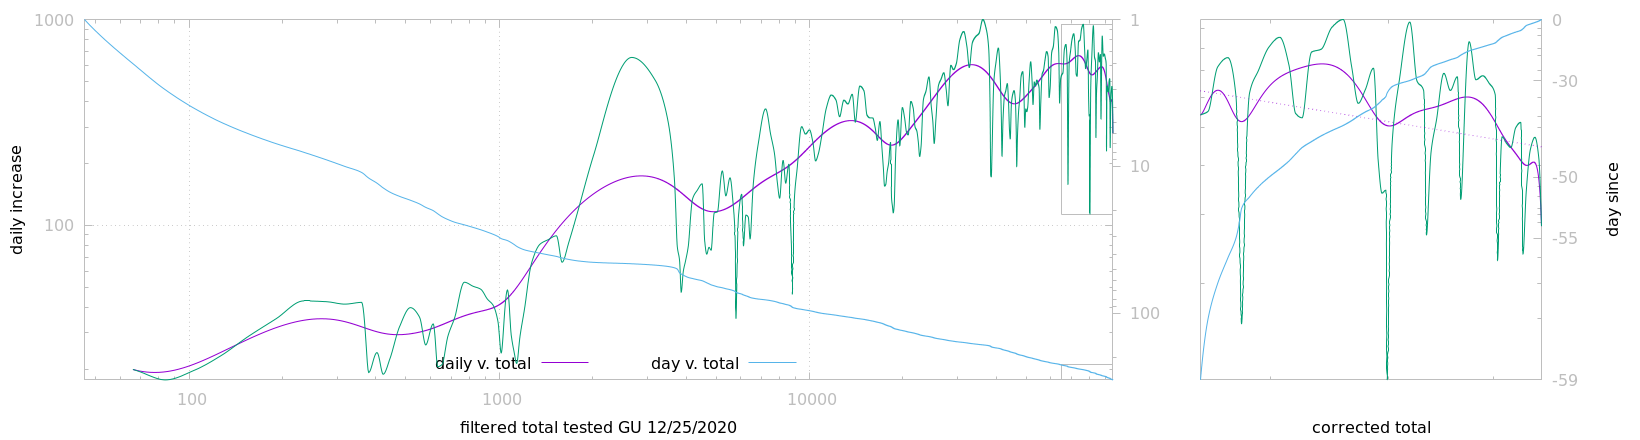 1000
100
daily increase
100
1000
10000
1
10
100
daily v. total
day v. total
filtered total tested GU 12/25/2020
0
-30
-50
-55
-59
day since
corrected total